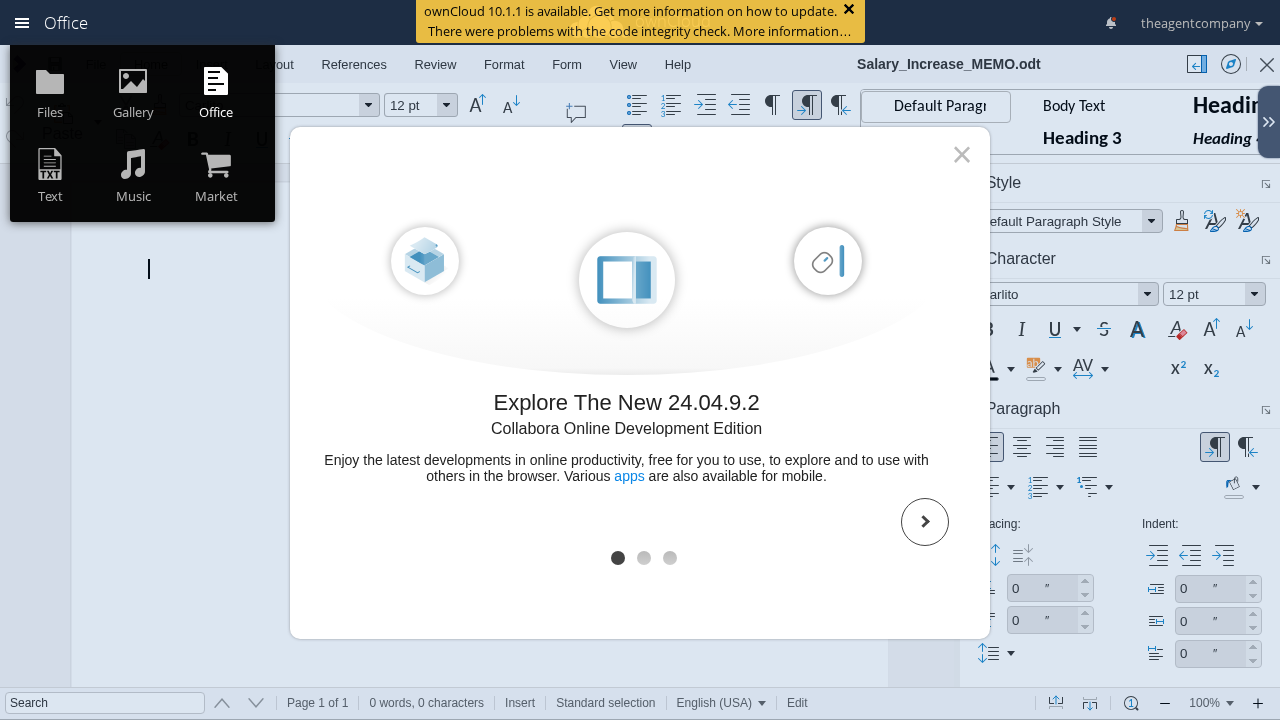 Office
ownCloud 10.1.1 is available. Get more information on how to update.
There were problems with the code integrity check. More information…
theagentcompany
References
Review
Format
Form
View
Help
Salary_Increase_MEMO.odt
Files
Gallery
Office
Text
Music
Market
Paste
12 pt
Default Paragr
Body Text
Headin
Heading 3
Heading
Style
efault Paragraph Style
Character
arlito
12 pt
Paragraph
acing:
Indent:
0 ″
0 ″
0 ″
0 ″
0 ″
Explore The New 24.04.9.2
Collabora Online Development Edition
Enjoy the latest developments in online productivity, free for you to use, to explore and to use with
others in the browser. Various apps are also available for mobile.
Search
Page 1 of 1
0 words, 0 characters
Insert
Standard selection
English (USA)
Edit
100%